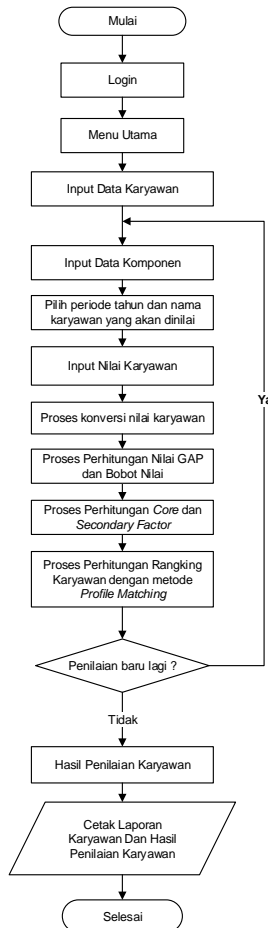 Mulai
Login
Menu Utama
Input Data Karyawan
Input Data Komponen
Pilih periode tahun dan nama
karyawan yang akan dinilai
Input Nilai Karyawan
Ya
Proses konversi nilai karyawan
Proses Perhitungan Nilai GAP
dan Bobot Nilai
Proses Perhitungan Core dan
Secondary Factor
Proses Perhitungan Rangking
Karyawan dengan metode
Profile Matching
Penilaian baru lagi ?
Tidak
Hasil Penilaian Karyawan
Cetak Laporan
Karyawan Dan Hasil
Penilaian Karyawan
Selesai